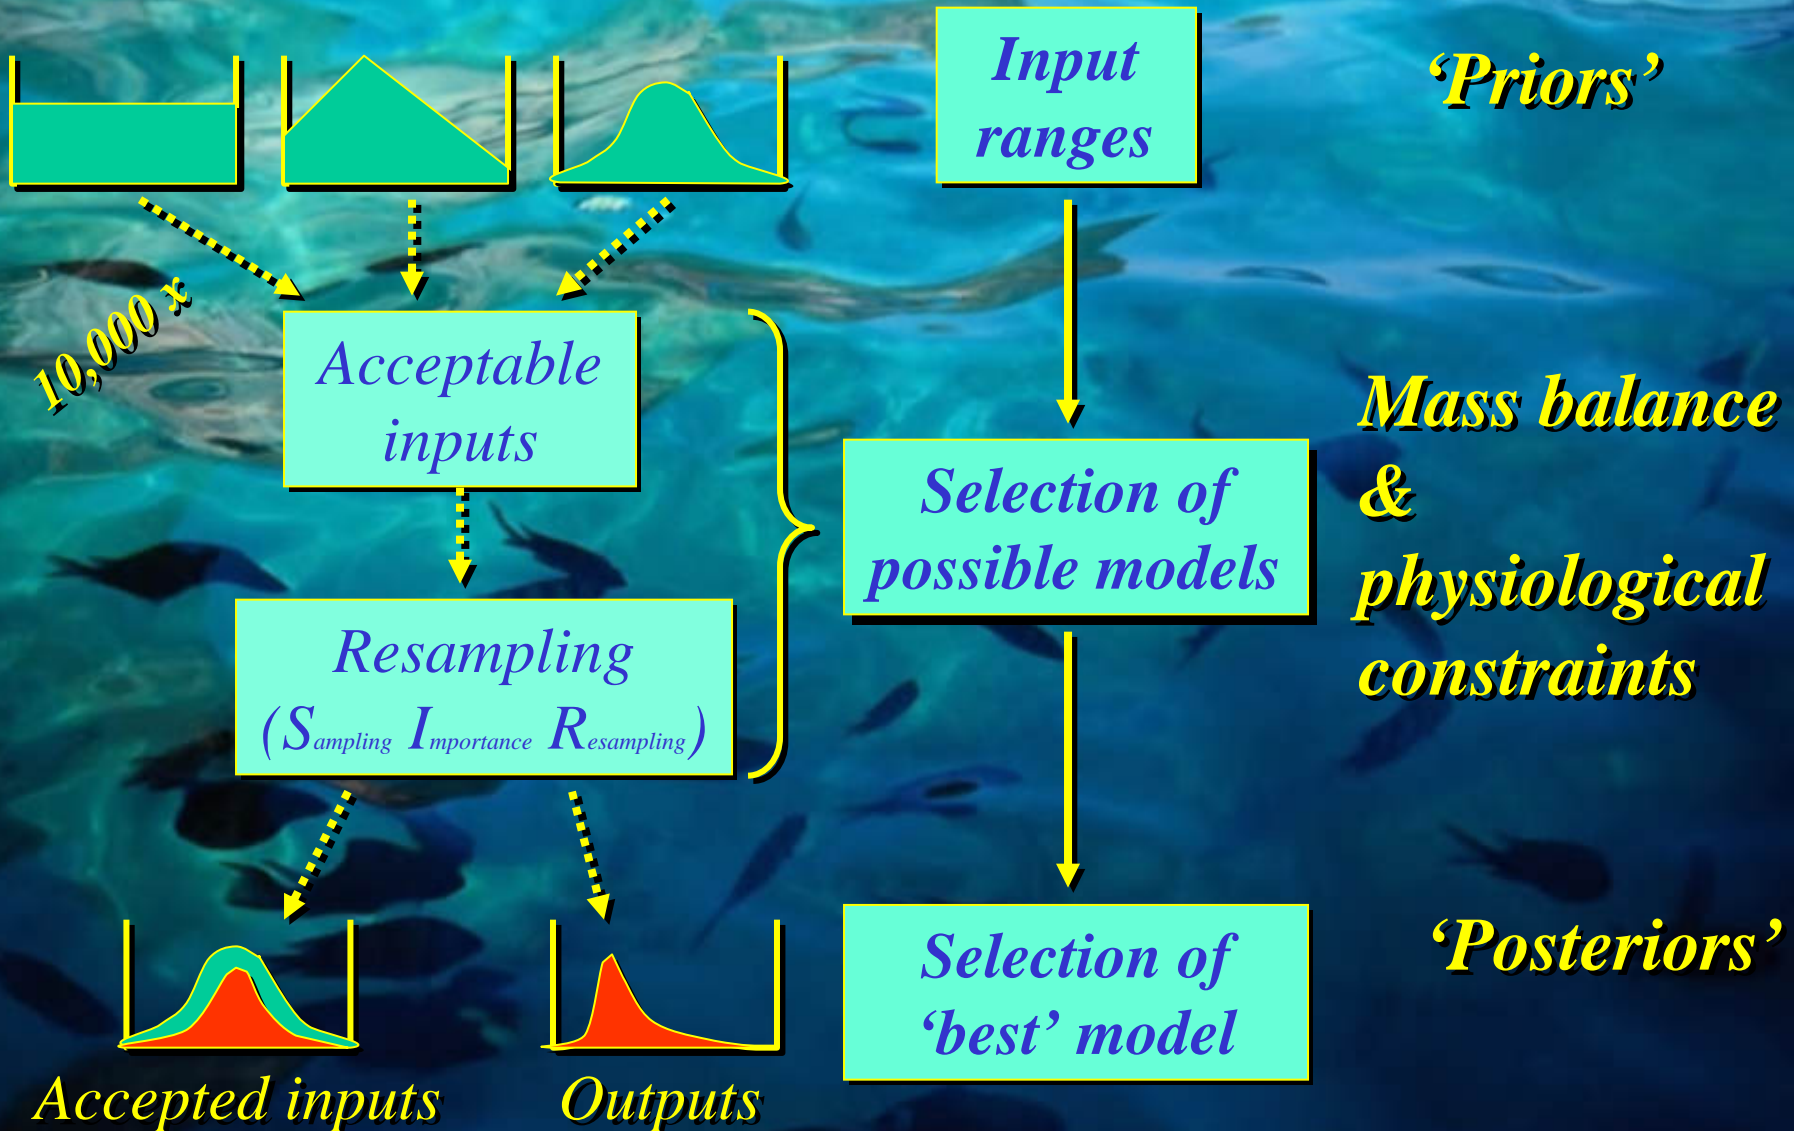 Input
ranges
‘Priors’
10,000 x
Acceptable
inputs
Resampling
(Sampling Importance Resampling)
Selection of
possible models
Mass balance
&
physiological
constraints
Selection of
‘best’ model
‘Posteriors’
Accepted inputs
Outputs